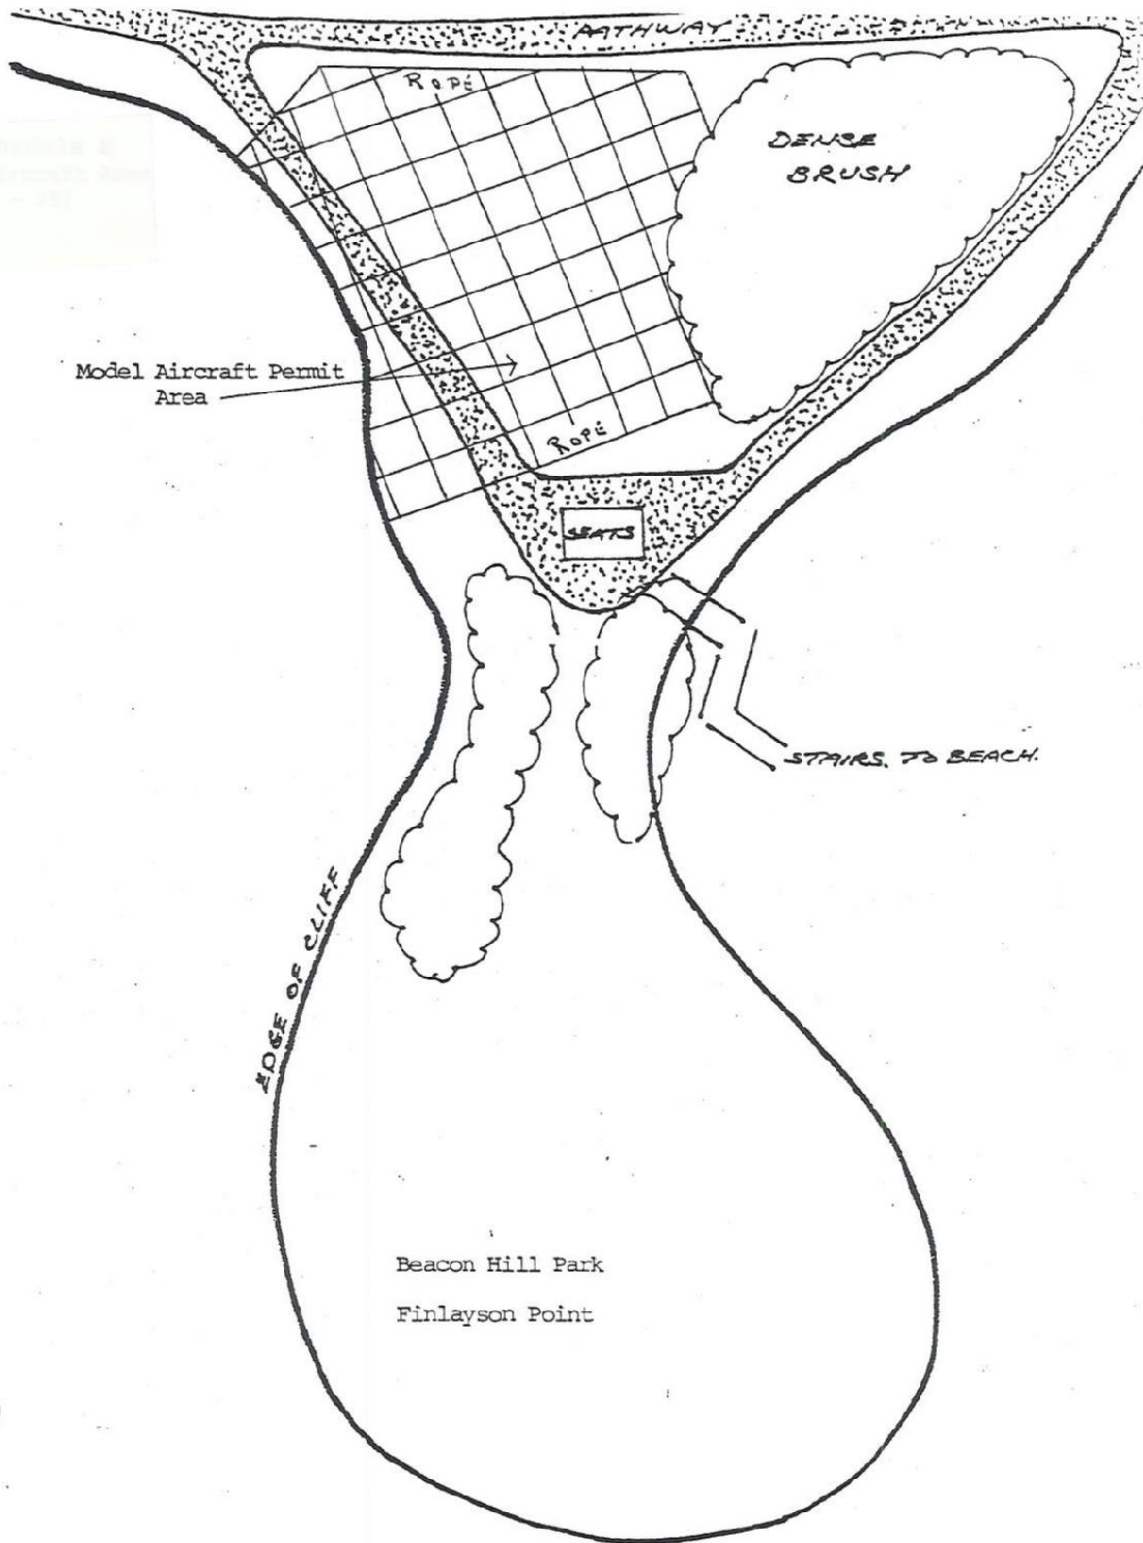 PATHWAY
ROPE
DENSE
BRUSH
Model Aircraft Permit
Area
ROPE
SEATS
STAIRS. TO BEACH.
EDGE OF CLIFF
Beacon Hill Park
Finlayson Point